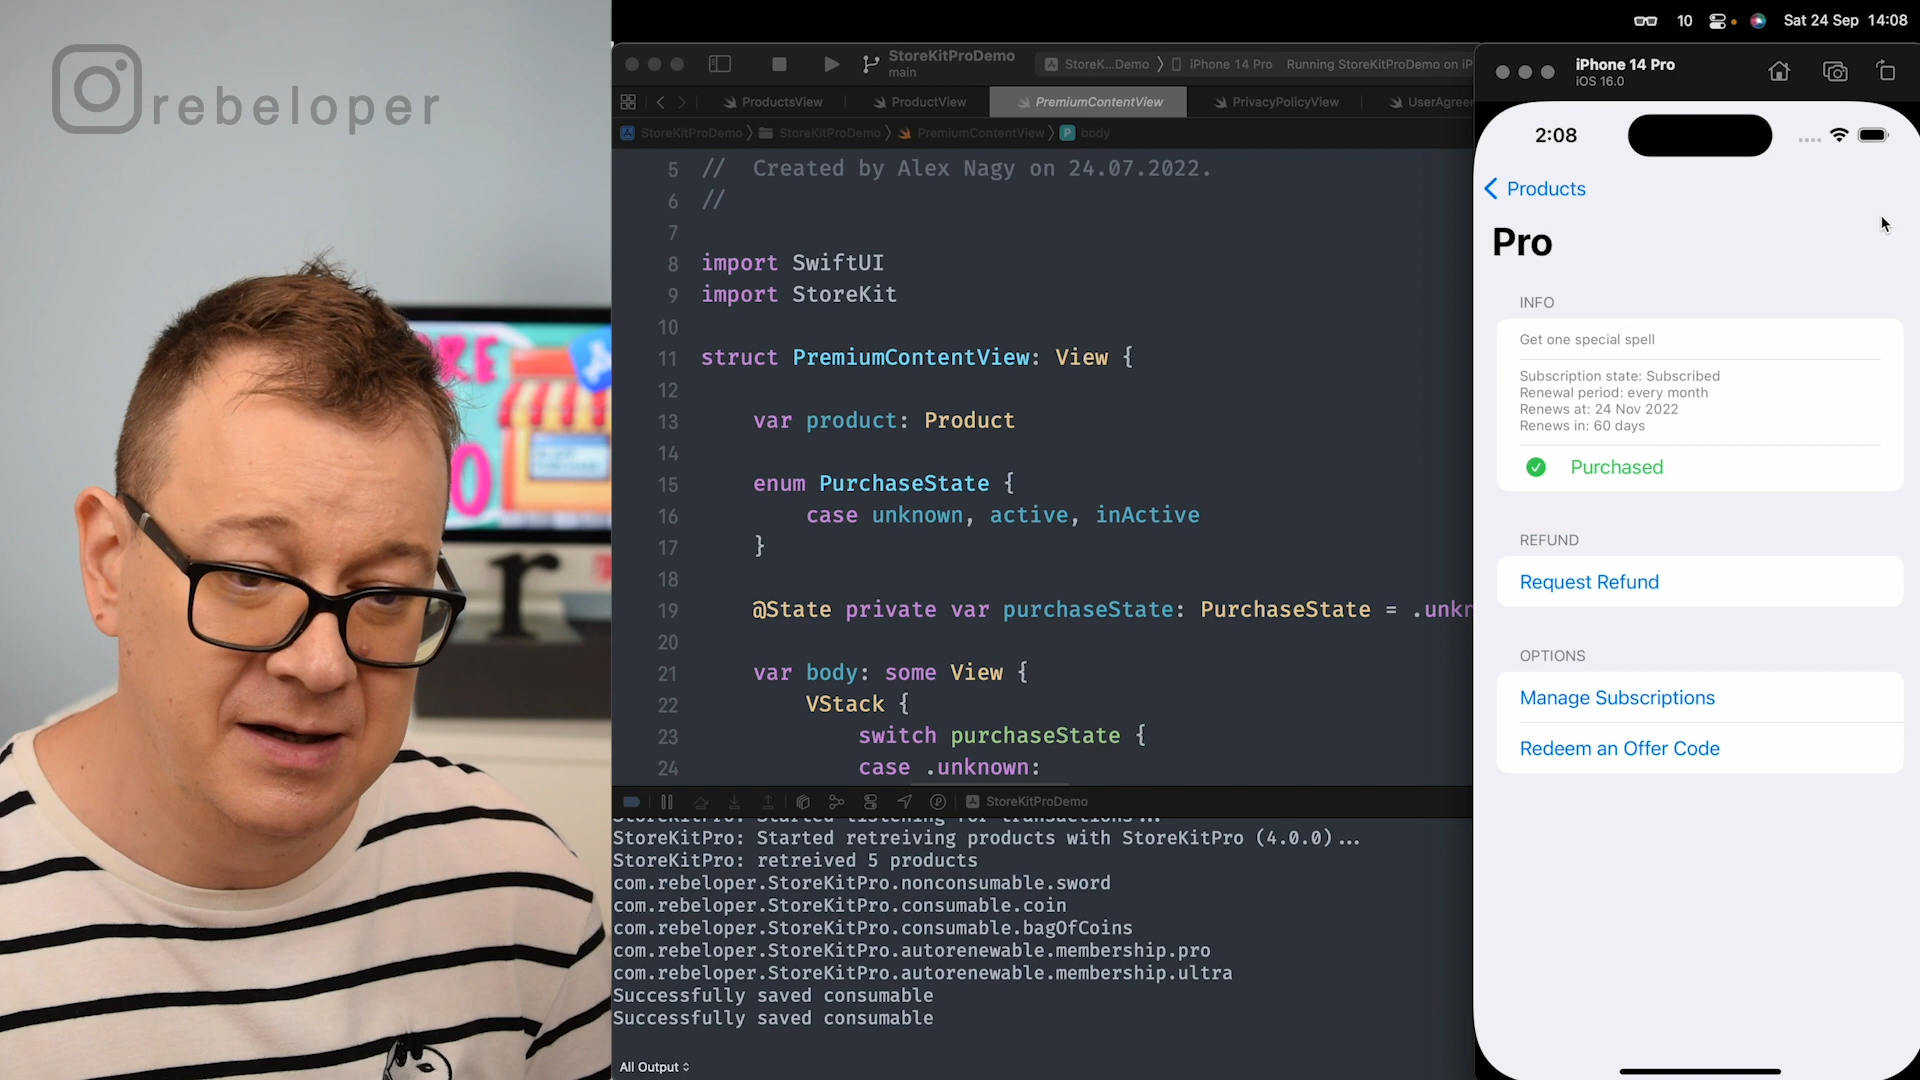 rebeloper
10
Sat 24 Sep 14:08
StoreKitProDemo
main
StoreK...Demo
iPhone 14 Pro
Running StoreKitProDemo on iP
ProductsView
ProductView
PremiumContentView
PrivacyPolicyView
UserAgreer
StoreKitProDemo
StoreKitProDemo
PremiumContentView
P body
5 // Created by Alex Nagy on 24.07.2022.
6 //
7
8 import SwiftUI
9 import StoreKit
10
11 struct PremiumContentView: View {
12
13 var product: Product
14
15 enum PurchaseState {
16 case unknown, active, inActive
17 }
18
19 @State private var purchaseState: PurchaseState = .unkn
20
21 var body: some View {
22 VStack {
23 switch purchaseState {
24 case .unknown:
StoreKitProDemo
StoreKitPro: Started listening for transactions...
StoreKitPro: Started retreiving products with StoreKitPro (4.0.0)...
StoreKitPro: retreived 5 products
com.rebeloper.StoreKitPro.nonconsumable.sword
com.rebeloper.StoreKitPro.consumable.coin
com.rebeloper.StoreKitPro.consumable.bagOfCoins
com.rebeloper.StoreKitPro.autorenewable.membership.pro
com.rebeloper.StoreKitPro.autorenewable.membership.ultra
Successfully saved consumable
Successfully saved consumable
All Output
iPhone 14 Pro
iOS 16.0
2:08
Products
Pro
INFO
Get one special spell
Subscription state: Subscribed
Renewal period: every month
Renews at: 24 Nov 2022
Renews in: 60 days
Purchased
REFUND
Request Refund
OPTIONS
Manage Subscriptions
Redeem an Offer Code